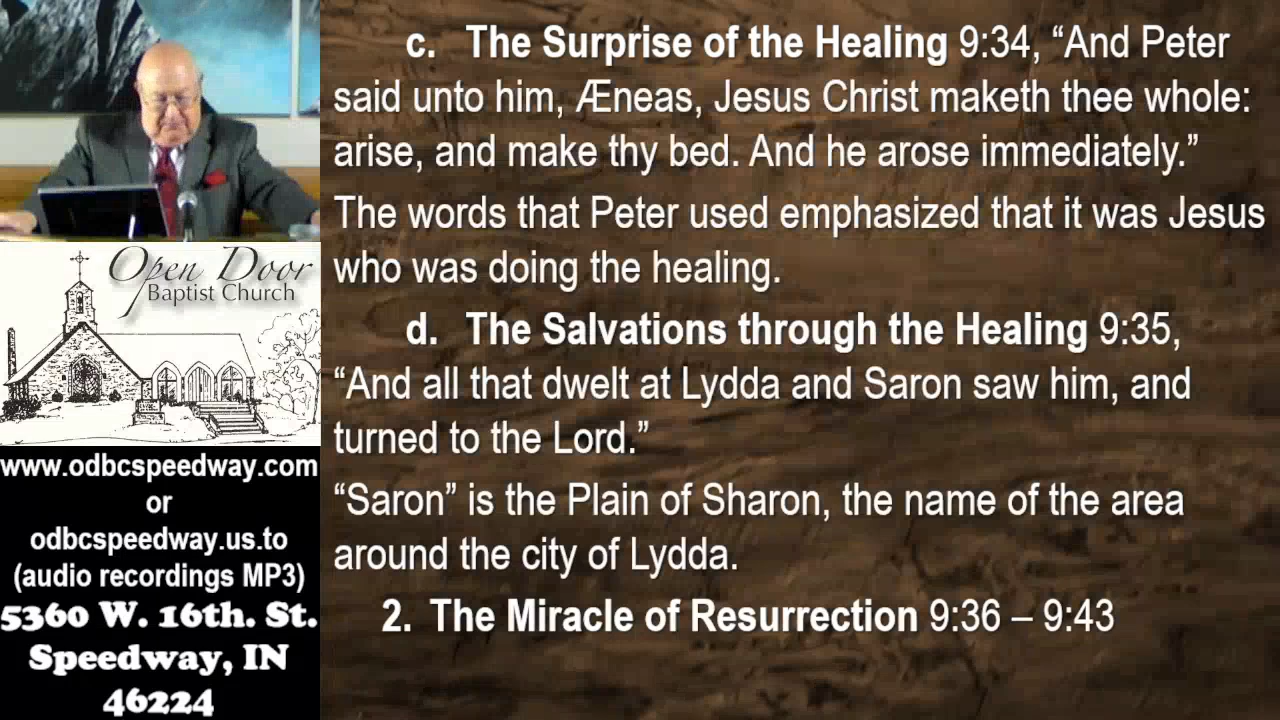 c. The Surprise of the Healing 9:34, “And Peter
said unto him, Æneas, Jesus Christ maketh thee whole:
arise, and make thy bed. And he arose immediately.”
The words that Peter used emphasized that it was Jesus
who was doing the healing.
d. The Salvations through the Healing 9:35,
“And all that dwelt at Lydda and Saron saw him, and
turned to the Lord.”
“Saron” is the Plain of Sharon, the name of the area
around the city of Lydda.
2. The Miracle of Resurrection 9:36 – 9:43
Open Door
Baptist Church
www.odbcspeedway.com
or
odbcspeedway.us.to
(audio recordings MP3)
5360 W. 16th. St.
Speedway, IN
46224